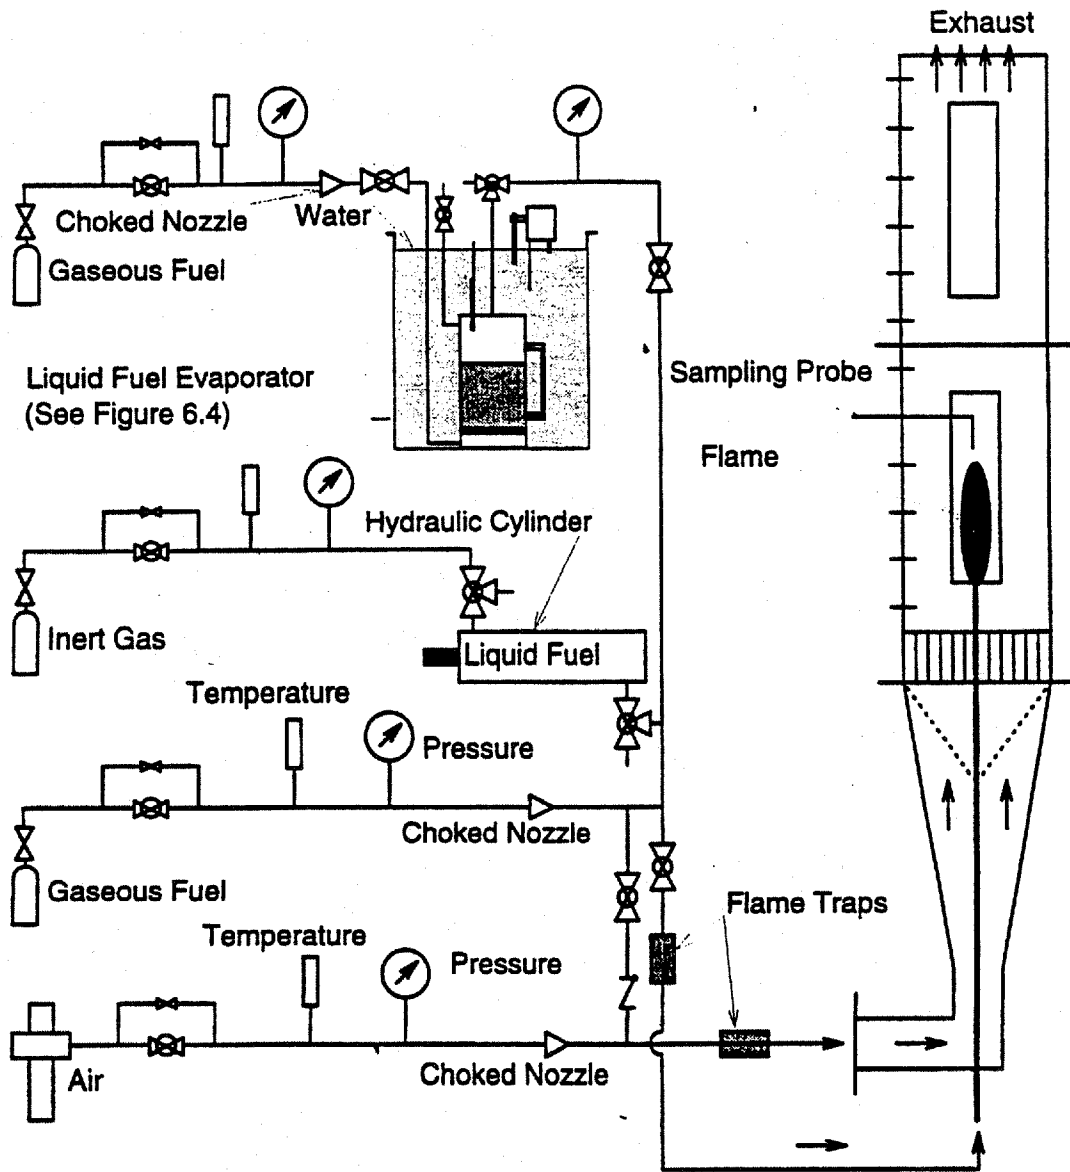 Exhaust
Choked Nozzle
Water
Gaseous Fuel
Liquid Fuel Evaporator
(See Figure 6.4)
Sampling Probe
Flame
Hydraulic Cylinder
Inert Gas
Liquid Fuel
Temperature
Pressure
Choked Nozzle
Gaseous Fuel
Flame Traps
Temperature
Pressure
Air
Choked Nozzle